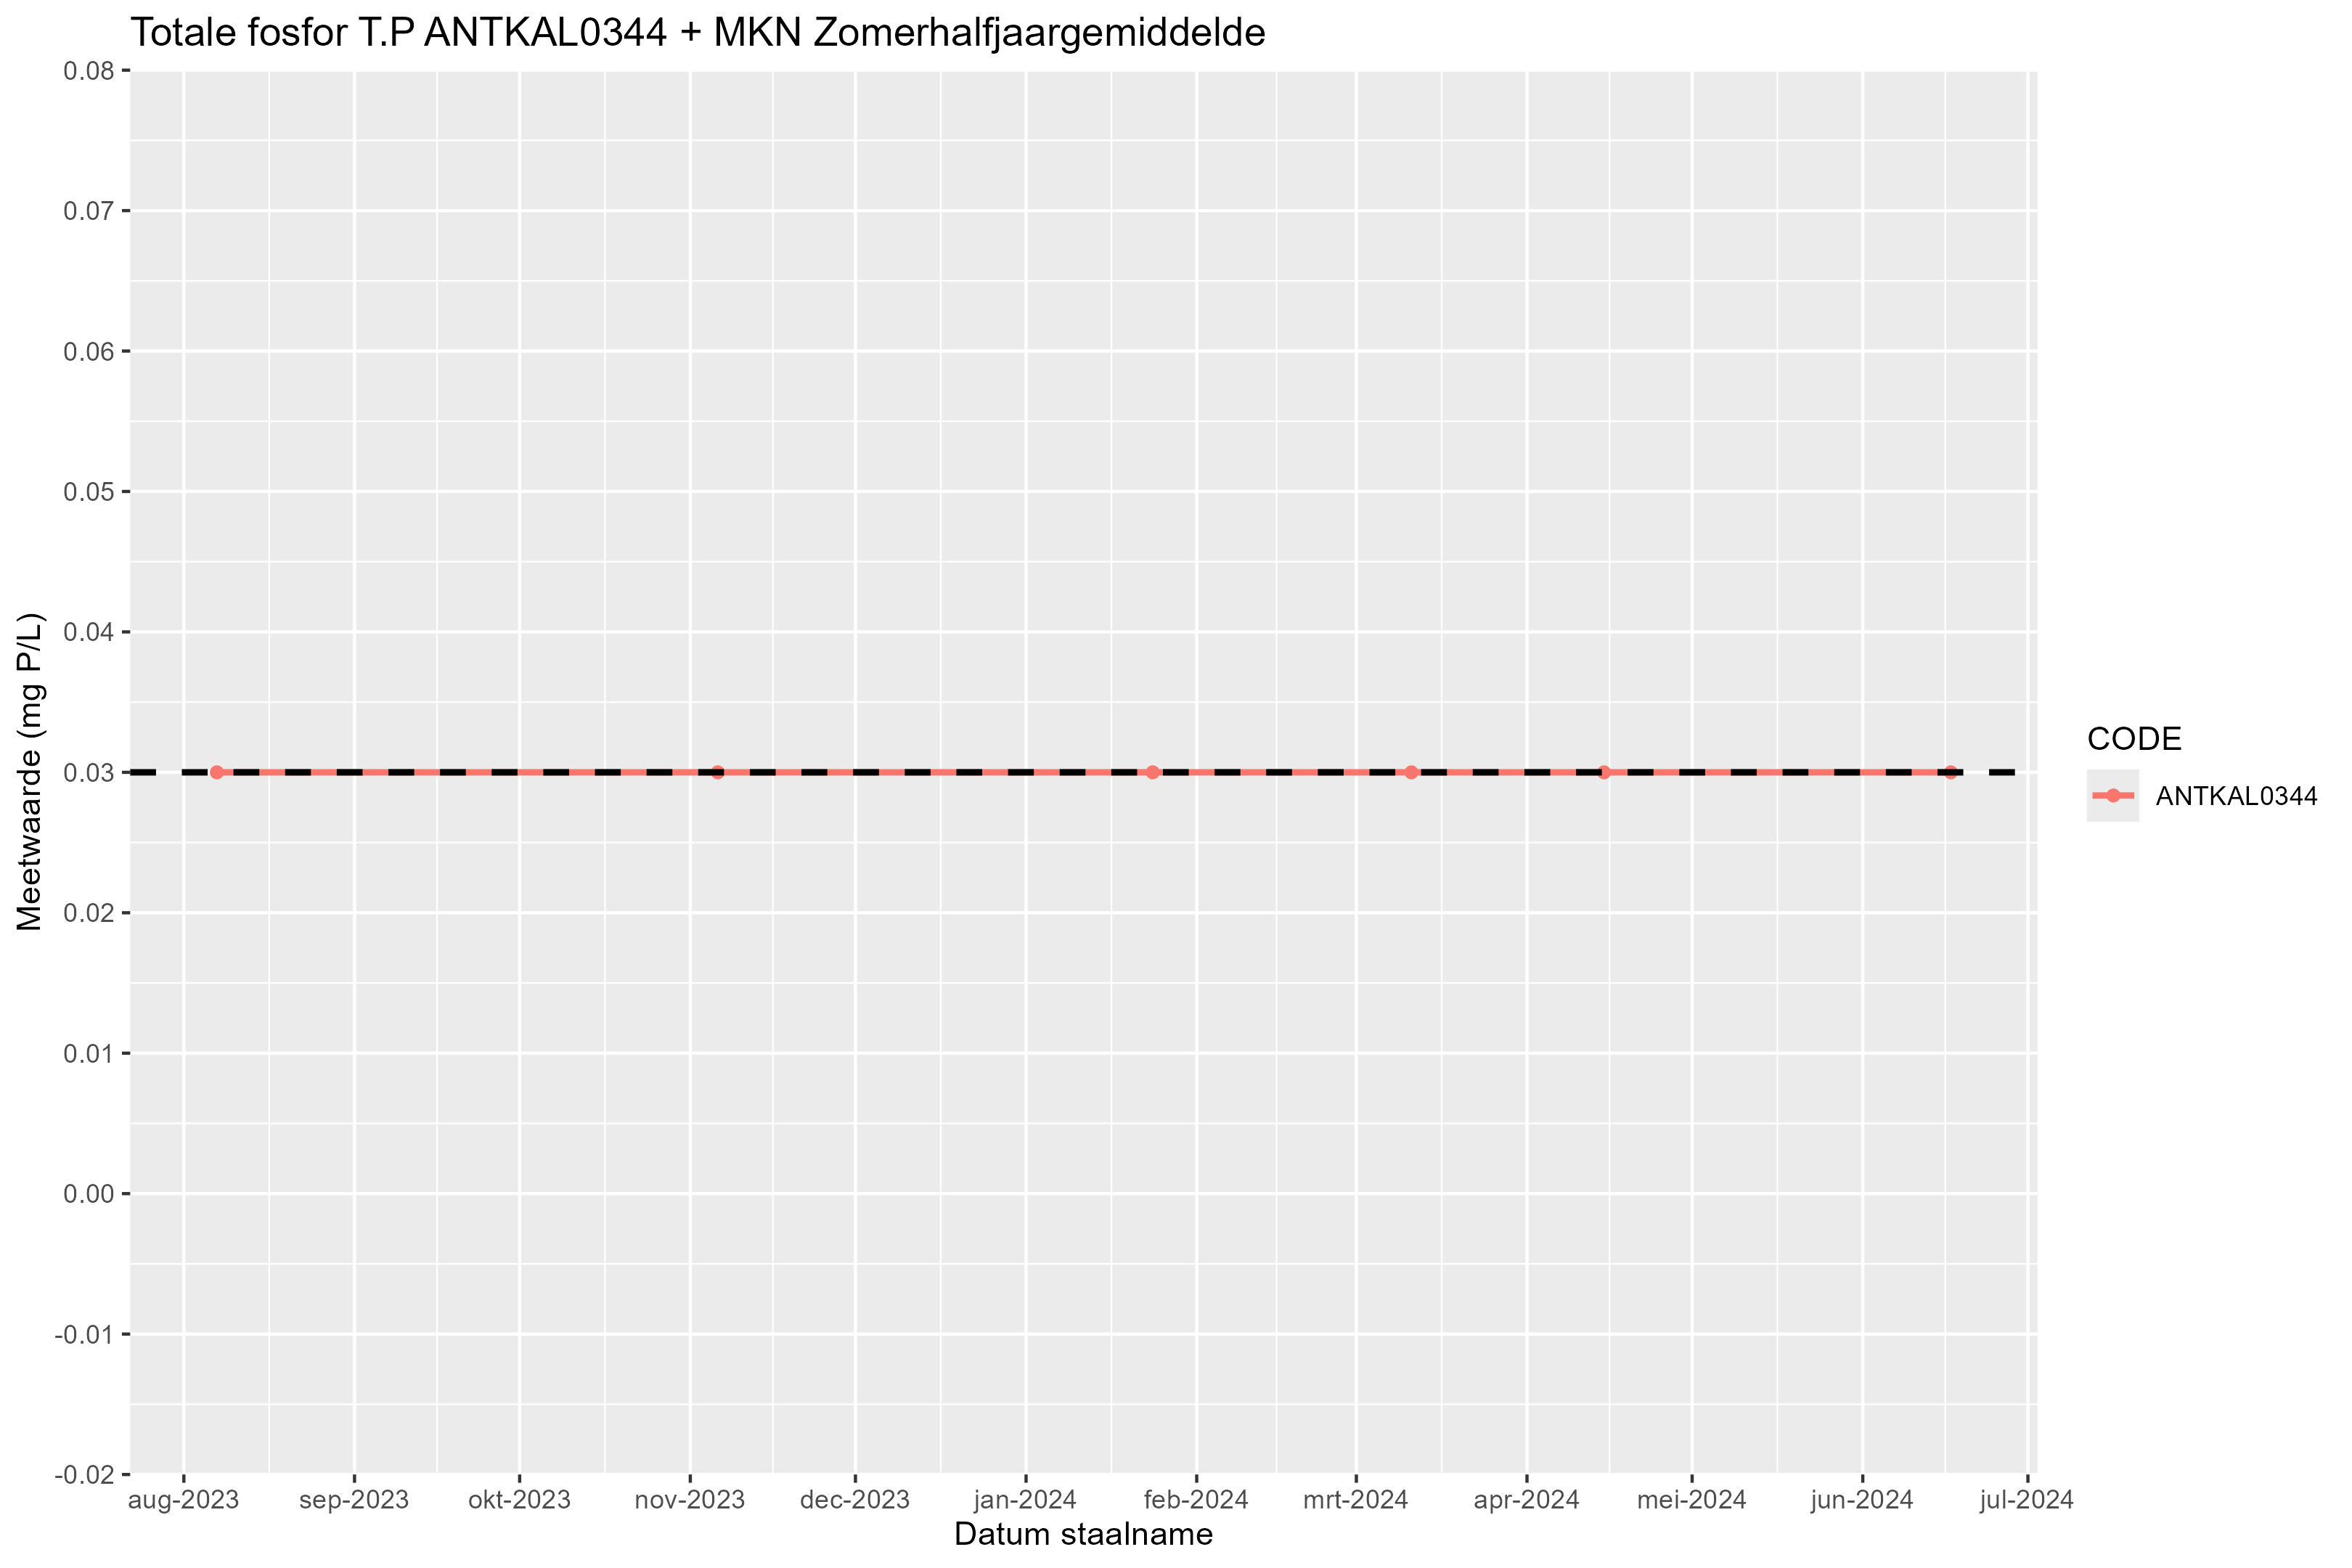 Totale fosfor T.P ANTKAL0344 + MKN Zomerhalfjaargemiddelde
Meetwaarde (mg P/L)
0.08
0.07
0.06
0.05
0.04
0.03
0.02
0.01
0.00
-0.01
-0.02
aug-2023 sep-2023 okt-2023 nov-2023 dec-2023 jan-2024 feb-2024 mrt-2024 apr-2024 mei-2024 jun-2024 jul-2024
Datum staalname
CODE
ANTKAL0344